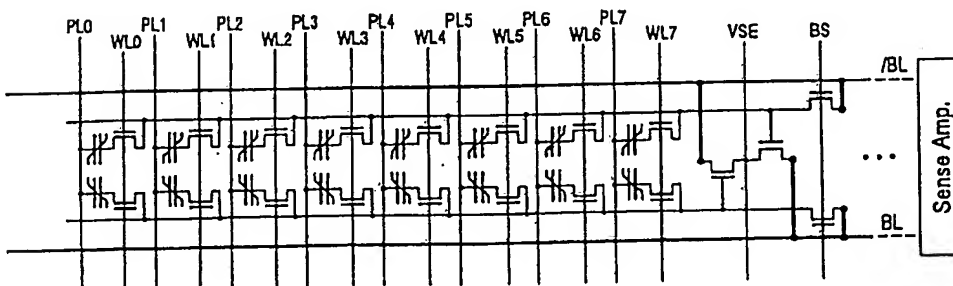 PL0 PL1 PL2 PL3 PL4 PL5 PL6 PL7
WL0 WL1 WL2 WL3 WL4 WL5 WL6 WL7 VSE BS
/BL
BL
Sense Amp.